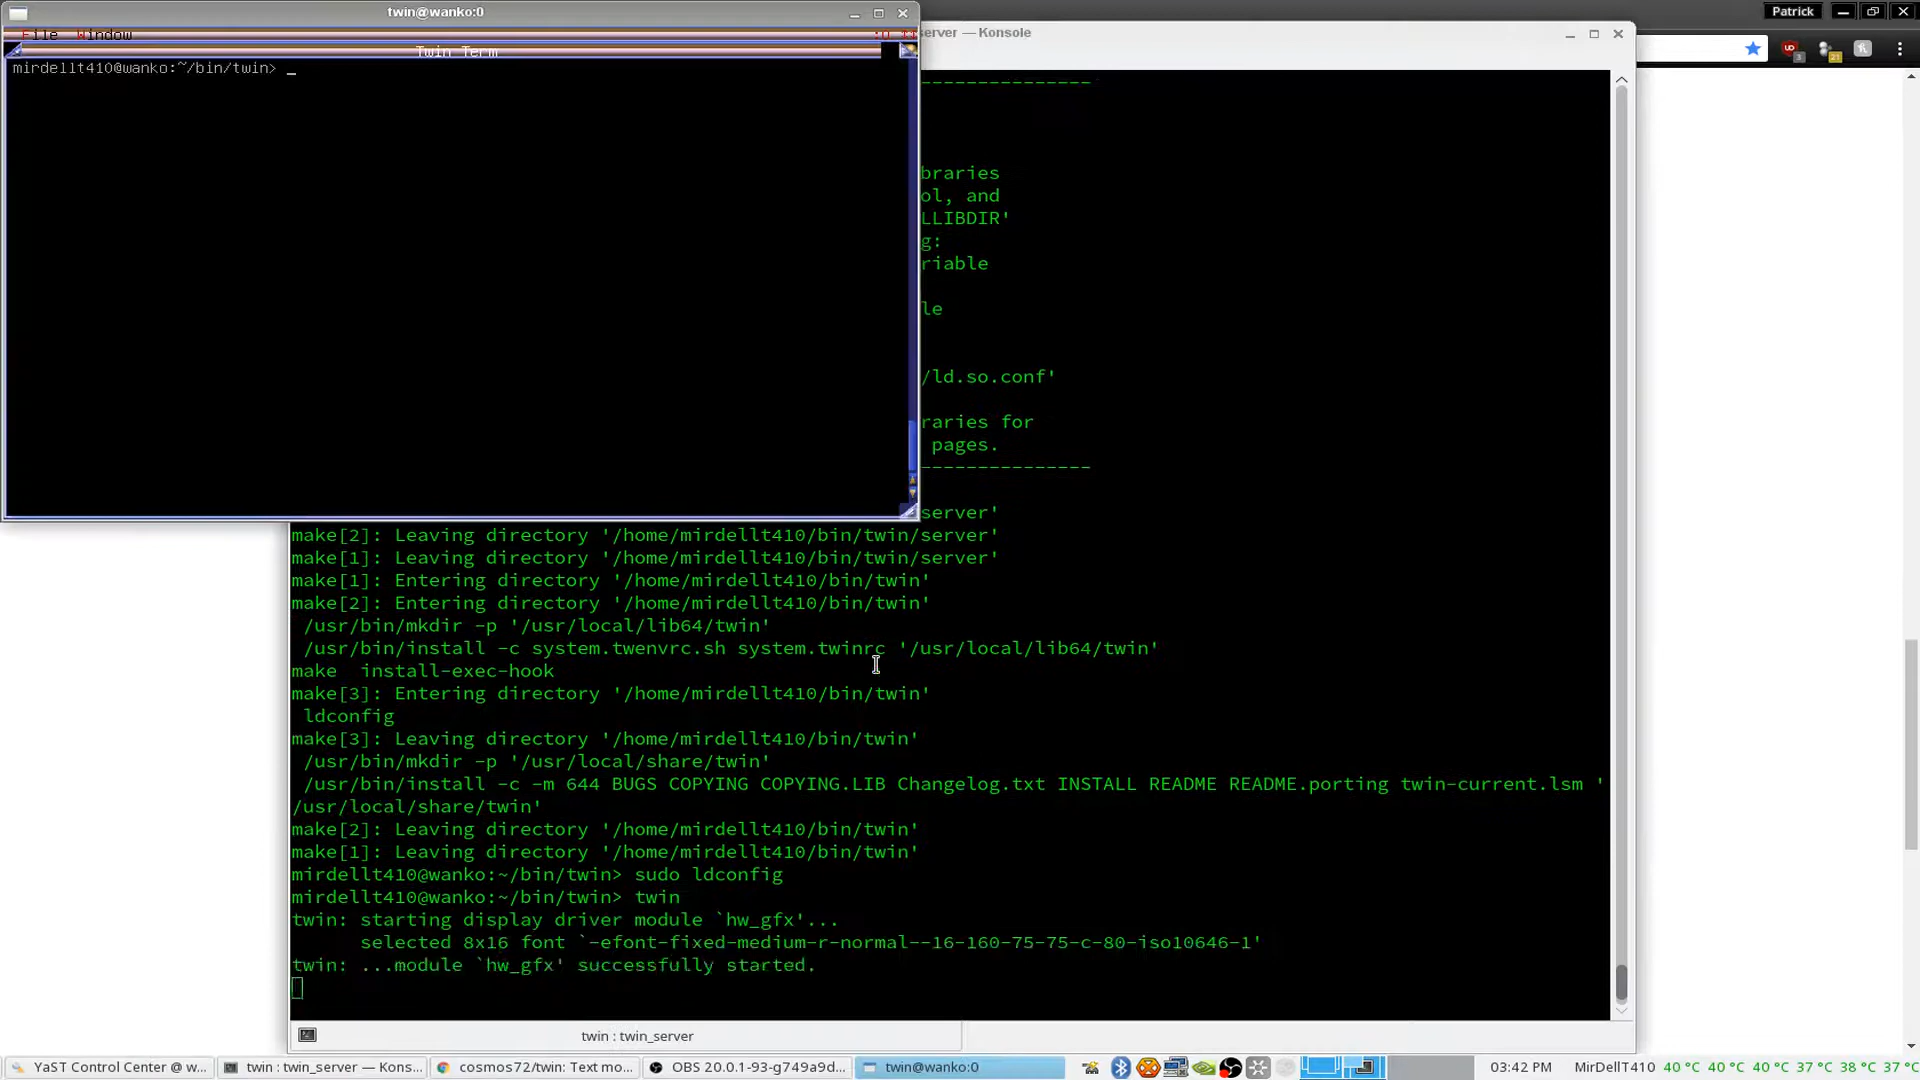 twin@wanko:0
Patrick
File Window
server — Konsole
Twin Term
mirdellt410@wanko:~/bin/twin> _
braries
ol, and
LLIBDIR'
g:
riable
le
/ld.so.conf'
raries for
pages.
server'
make[2]: Leaving directory '/home/mirdellt410/bin/twin/server'
make[1]: Leaving directory '/home/mirdellt410/bin/twin/server'
make[1]: Entering directory '/home/mirdellt410/bin/twin'
make[2]: Entering directory '/home/mirdellt410/bin/twin'
/usr/bin/mkdir -p '/usr/local/lib64/twin'
/usr/bin/install -c system.twenvrc.sh system.twinrc '/usr/local/lib64/twin'
make  install-exec-hook
make[3]: Entering directory '/home/mirdellt410/bin/twin'
ldconfig
make[3]: Leaving directory '/home/mirdellt410/bin/twin'
/usr/bin/mkdir -p '/usr/local/share/twin'
/usr/bin/install -c -m 644 BUGS COPYING COPYING.LIB Changelog.txt INSTALL README README.porting twin-current.lsm '
/usr/local/share/twin'
make[2]: Leaving directory '/home/mirdellt410/bin/twin'
make[1]: Leaving directory '/home/mirdellt410/bin/twin'
mirdellt410@wanko:~/bin/twin> sudo ldconfig
mirdellt410@wanko:~/bin/twin> twin
twin: starting display driver module `hw_gfx'...
selected 8x16 font `-efont-fixed-medium-r-normal--16-160-75-75-c-80-iso10646-1'
twin: ...module `hw_gfx' successfully started.
twin : twin_server
YaST Control Center @ w... twin : twin_server — Kons... cosmos72/twin: Text mo... OBS 20.0.1-93-g749a9d... twin@wanko:0 03:42 PM MirDellT410 40 °C 40 °C 40 °C 37 °C 38 °C 37 °C